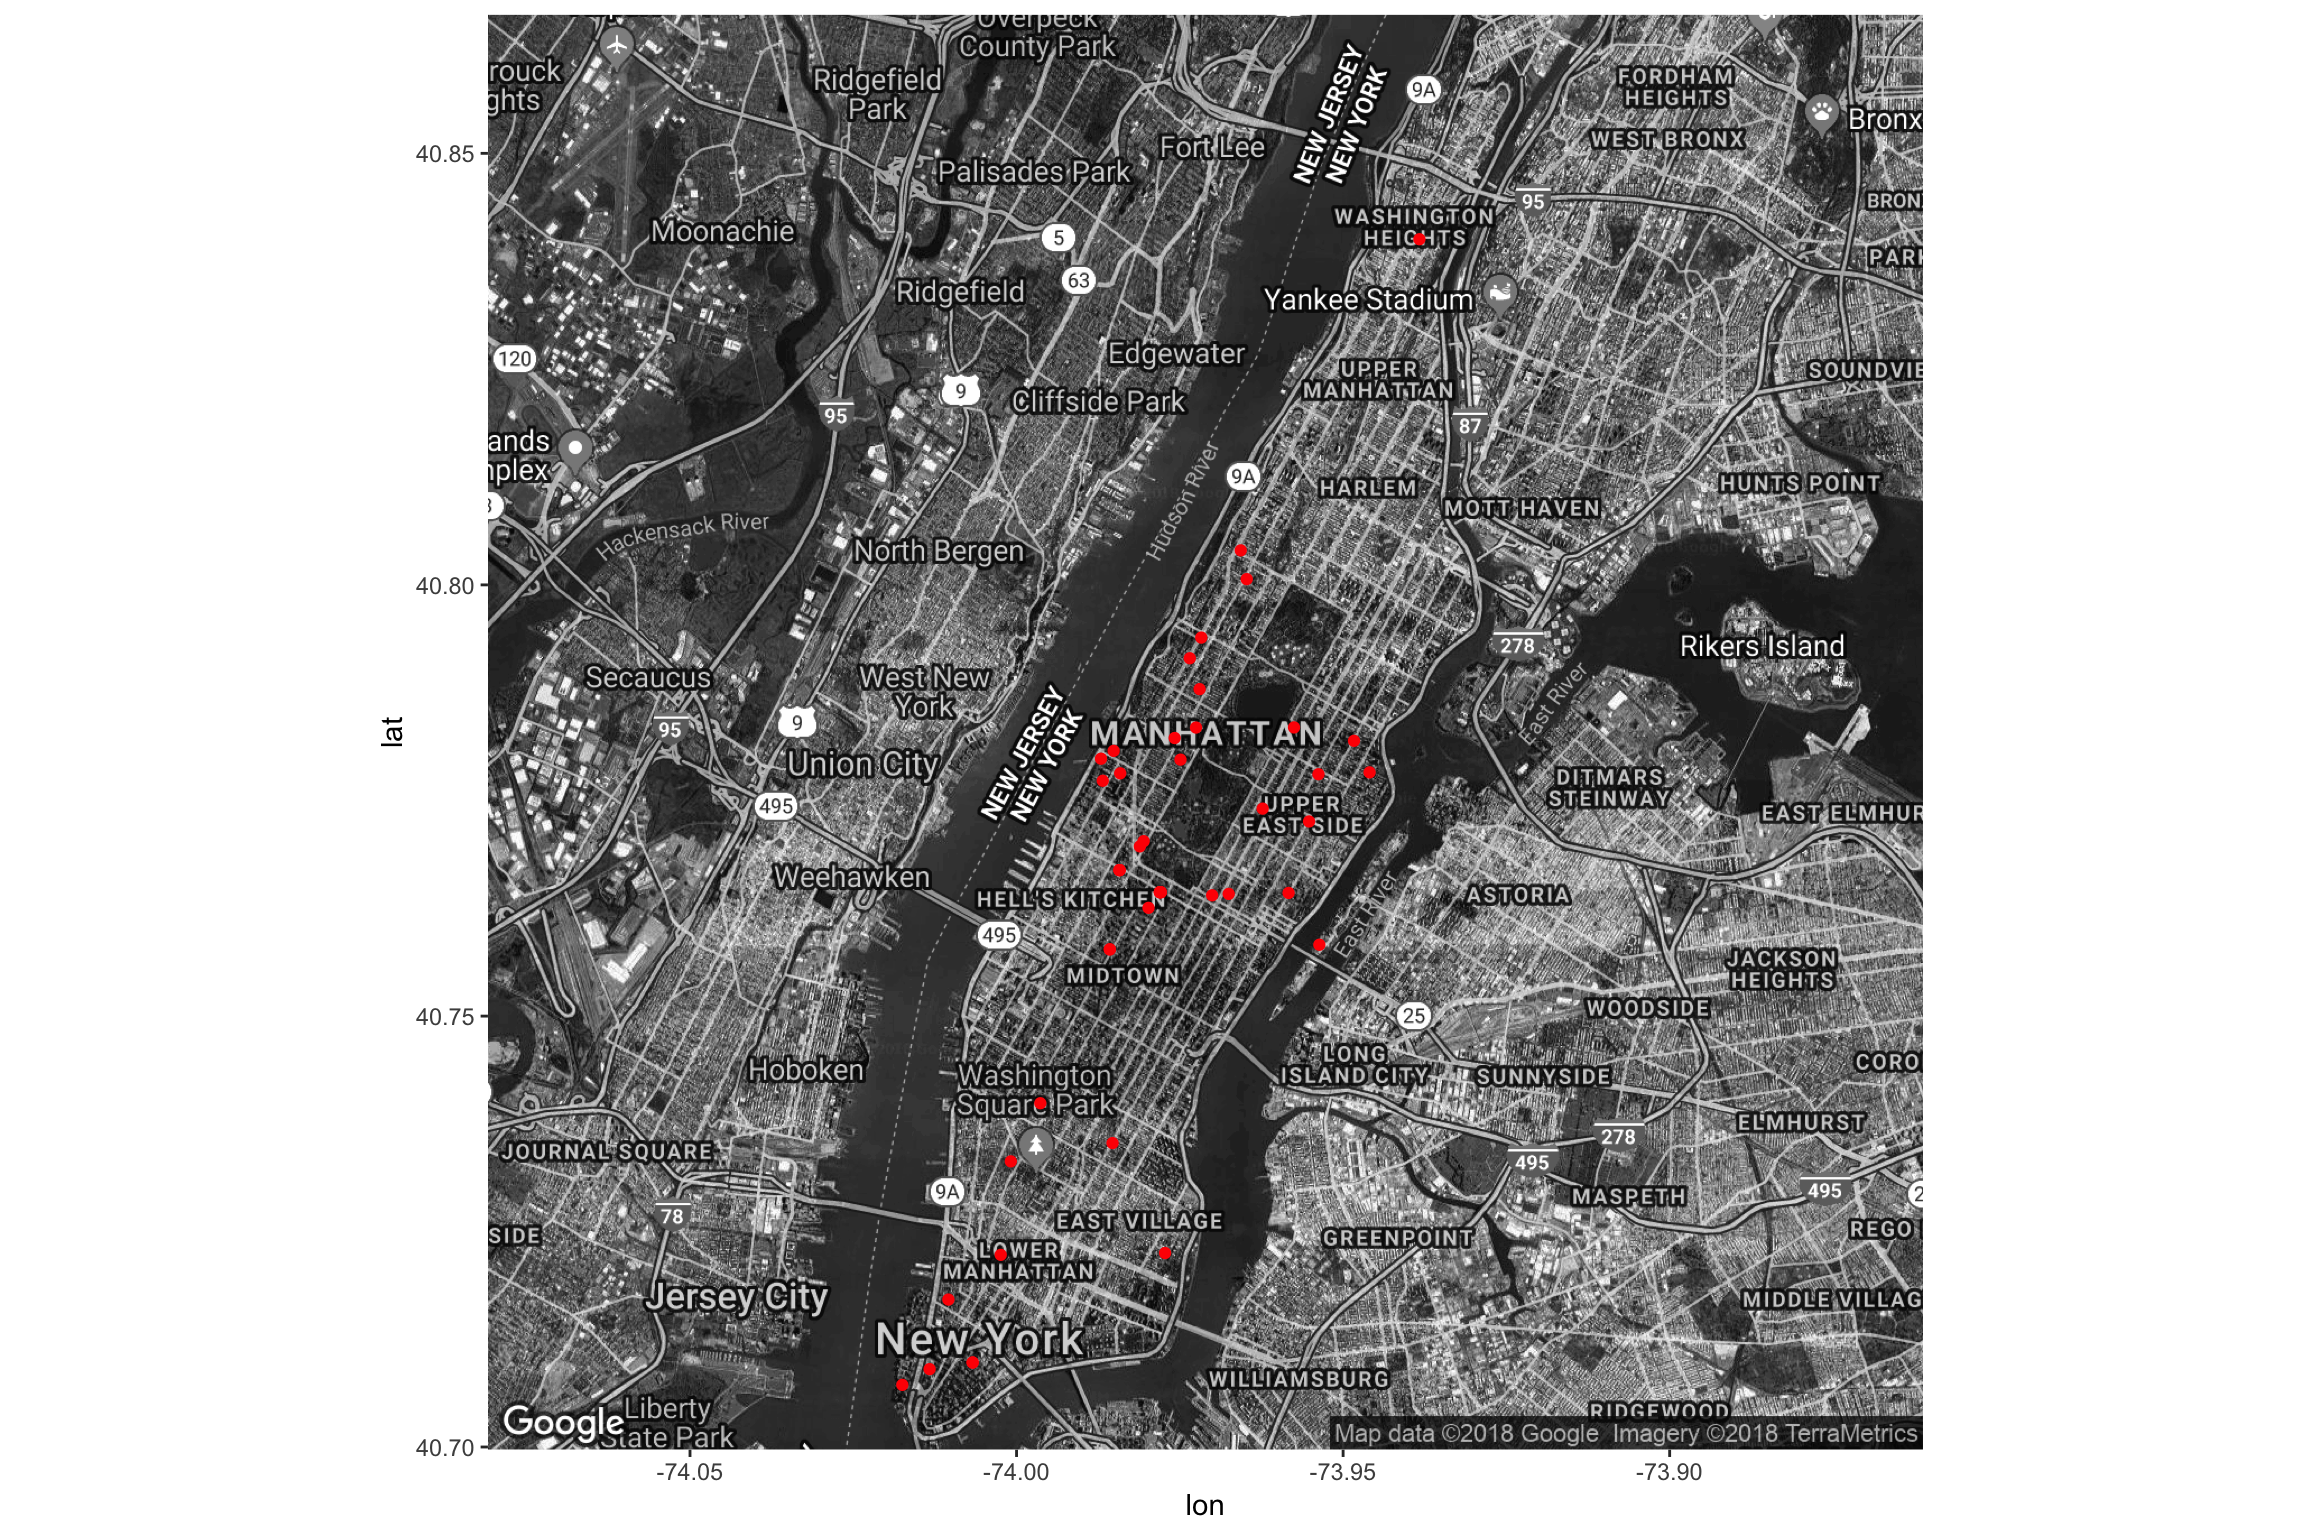 Overpeck
County Park
rouck
ghts
Ridgefield
Park
NEW JERSEY
NEW YORK
9A
FORDHAM
HEIGHTS
WEST BRONX
Bronx
40.85
Palisades Park
Fort Lee
95
BRON
Moonachie
5
WASHINGTON
HEIGHTS
PARK
63
Ridgefield
Yankee Stadium
120
Edgewater
UPPER
MANHATTAN
SOUNDVIE
9
Cliffside Park
95
87
ands
nplex
9A
Hudson River
HARLEM
HUNTS POINT
MOTT HAVEN
Hackensack River
North Bergen
40.80
278
Rikers Island
Secaucus
West New
York
East River
95
9
NEW JERSEY
NEW YORK
MANHATTAN
Union City
DITMARS
STEINWAY
495
UPPER
EAST SIDE
EAST ELMHUR
Weehawken
HELL'S KITCHEN
East River
ASTORIA
495
MIDTOWN
JACKSON
HEIGHTS
lat
40.75
25
WOODSIDE
Hoboken
Washington
Square Park
LONG
ISLAND CITY
SUNNYSIDE
CORO
JOURNAL SQUARE
278
ELMHURST
495
9A
MASPETH
495
2
78
SIDE
EAST VILLAGE
GREENPOINT
REGO
LOWER
MANHATTAN
Jersey City
MIDDLE VILLAG
New York
WILLIAMSBURG
Liberty
State Park
RIDGEWOOD
Google
Map data ©2018 Google Imagery ©2018 TerraMetrics
40.70
-74.05
-74.00
-73.95
-73.90
lon